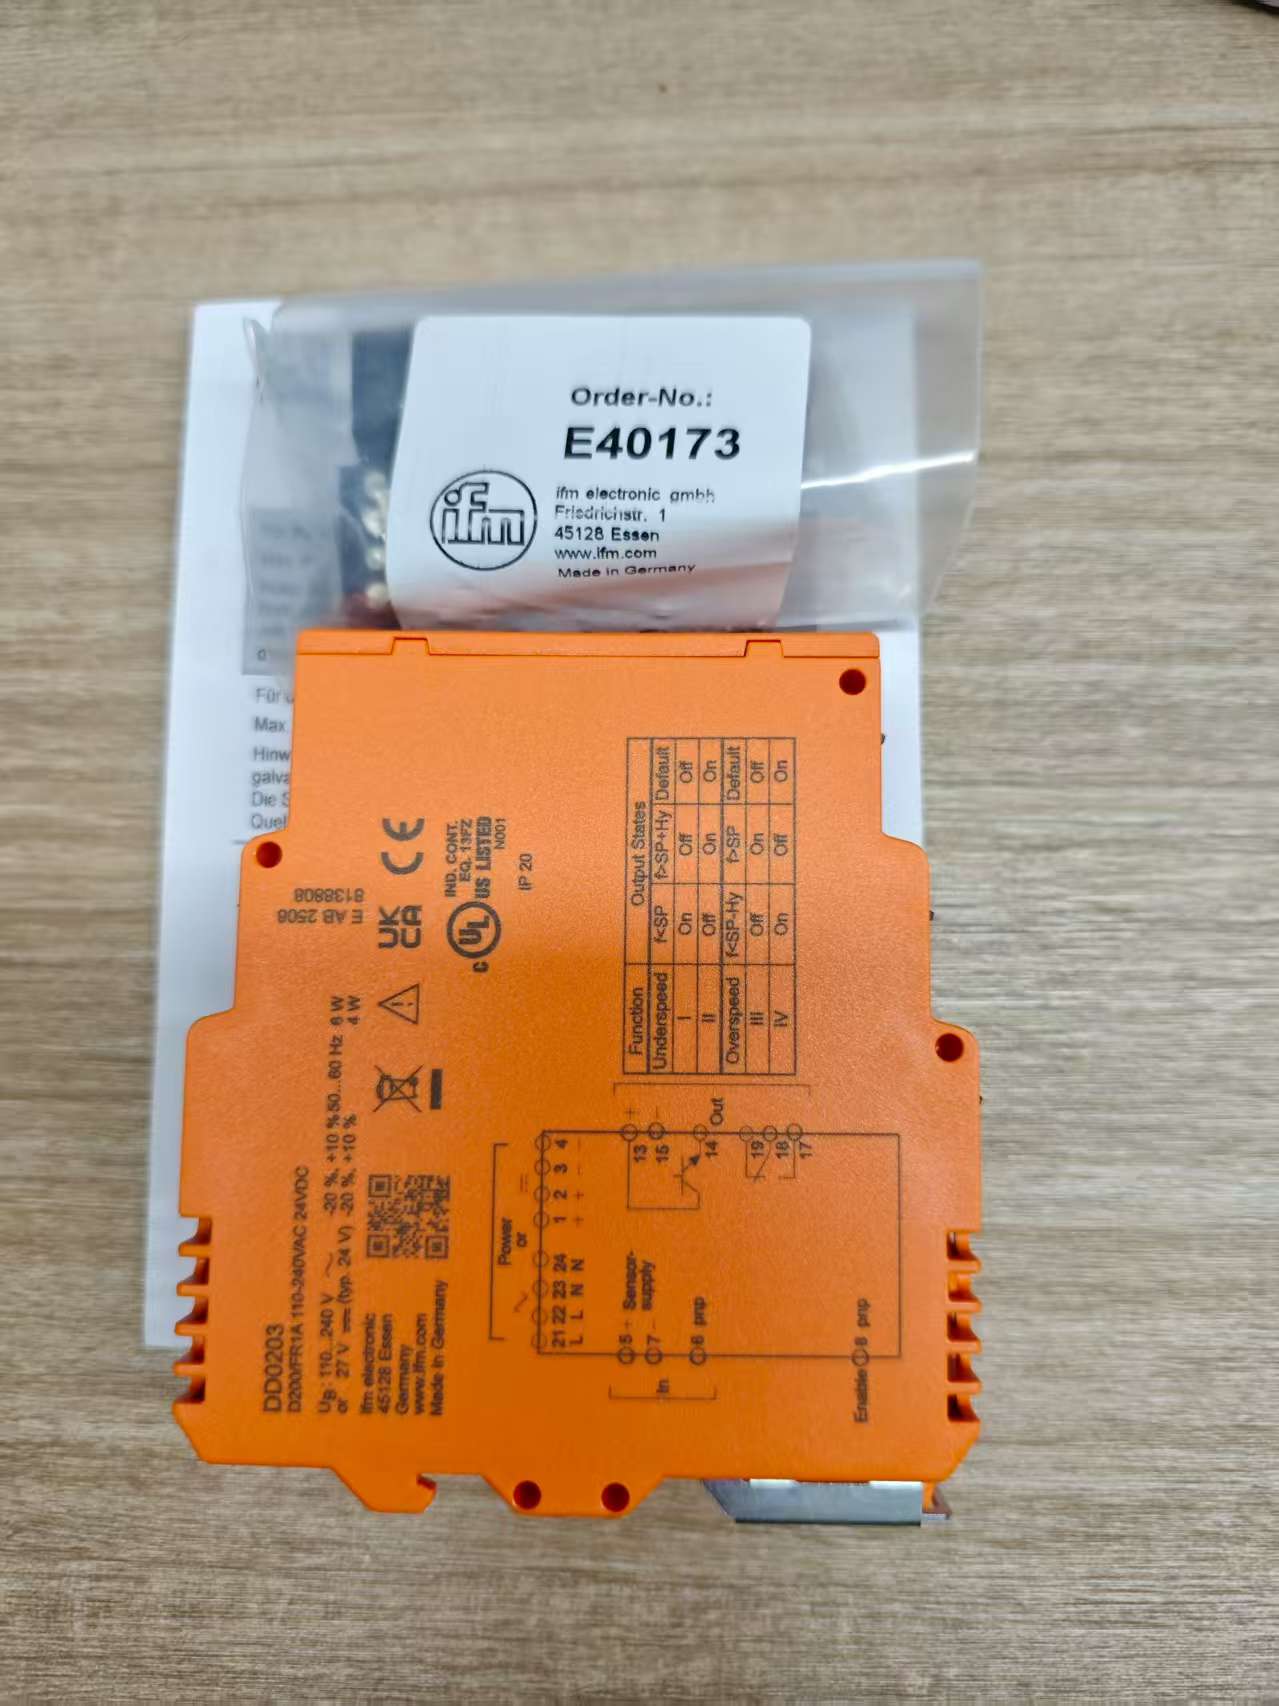 Order-No.:
E40173
ifm
ifm electronic gmbh
Friedrichstr. 1
45128 Essen
www.ifm.com
Made in Germany
Für
Max
Hinw
galva
Die S
Quel
DD0203
D200/FR1A 110-240VAC 24VDC
UB: 110...240 V ~ -20 %, +10 % 50...60 Hz 6 W
or 27 V ⎓ (typ. 24 V) -20 %, +10 % 4 W
ifm electronic
45128 Essen
Germany
www.ifm.com
Made in Germany
E AB 2508
8138808
UK
CA
CE
c UL US LISTED
IND. CONT.
EQ. 13FZ
N001
IP 20
Power
or
~
21 22 23 24 1 2 3 4
L L N N + + - -
In
5 + Sensor-
7 - supply
6 pnp
Enable 8 pnp
13 +
15 -
14
Out
19
18
17
Function Output States
Underspeed f<SP f>SP+Hy Default
I On Off Off
II Off On On
Overspeed f<SP-Hy f>SP Default
III Off On Off
IV On Off On